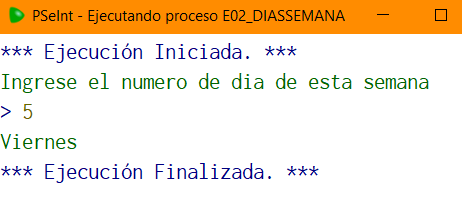 PSeInt - Ejecutando proceso E02_DIASSEMANA
*** Ejecución Iniciada. ***
Ingrese el numero de dia de esta semana
> 5
Viernes
*** Ejecución Finalizada. ***